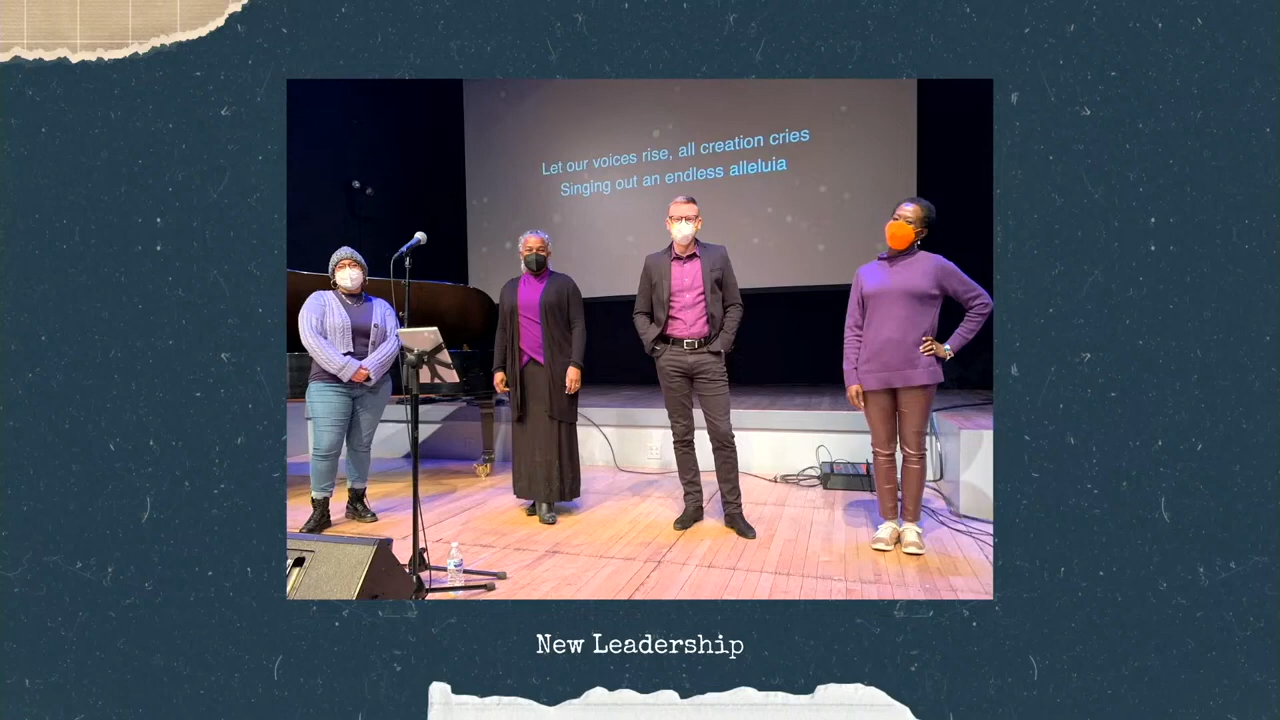 Let our voices rise, all creation cries
Singing out an endless alleluia
New Leadership